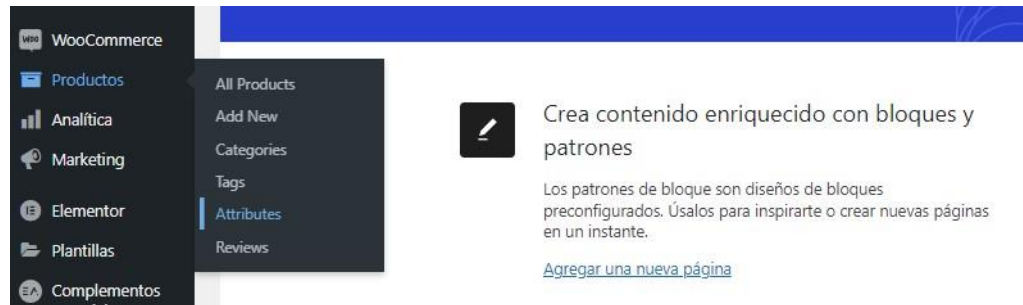 WooCommerce
Productos
Analítica
Marketing
Elementor
Plantillas
Complementos
All Products
Add New
Categories
Tags
Attributes
Reviews
Crea contenido enriquecido con bloques y
patrones
Los patrones de bloque son diseños de bloques
preconfigurados. Úsalos para inspirarte o crear nuevas páginas
en un instante.
Agregar una nueva página